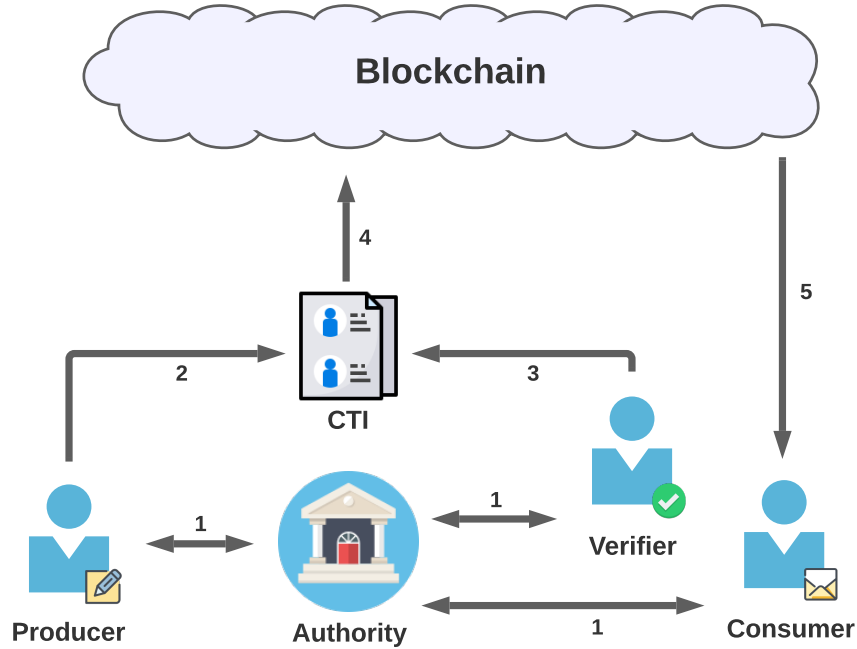 Blockchain
4
5
2
3
CTI
1
1
Verifier
Producer
Authority
1
Consumer